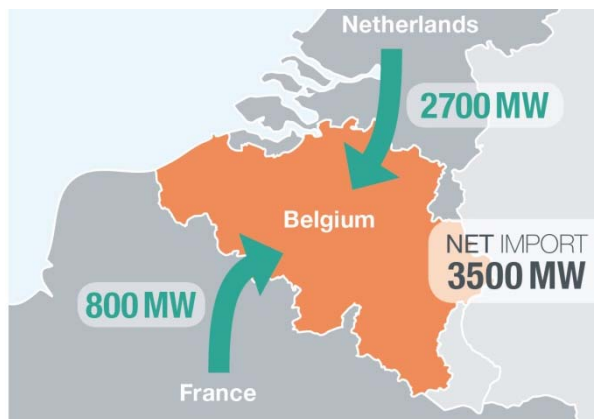 Netherlands
2700 MW
Belgium
NET IMPORT
3500 MW
800 MW
France